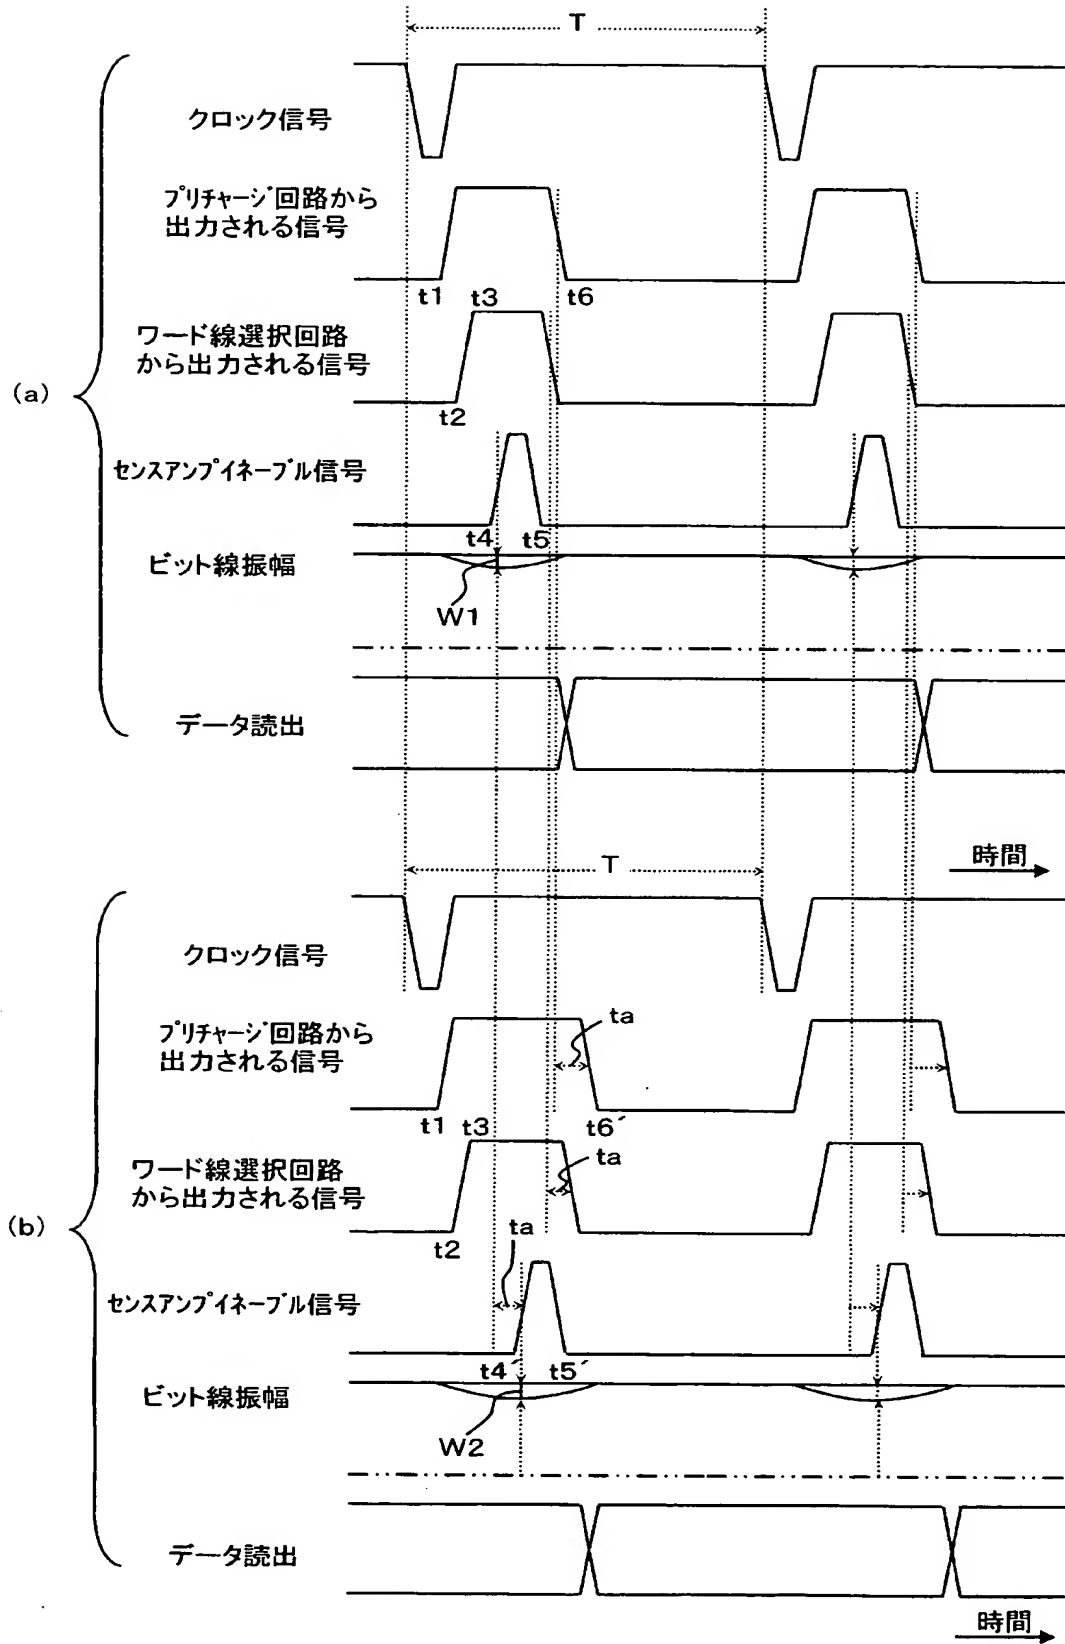 T
クロック信号
プリチャージ回路から
出力される信号
t1
t3
t6
ワード線選択回路
から出力される信号
(a)
t2
センスアンプイネーブル信号
t4
t5
ビット線振幅
W1
データ読出
時間
T
クロック信号
プリチャージ回路から
出力される信号
ta
t1
t3
t6´
ワード線選択回路
から出力される信号
ta
(b)
t2
ta
センスアンプイネーブル信号
t4´
t5´
ビット線振幅
W2
データ読出
時間